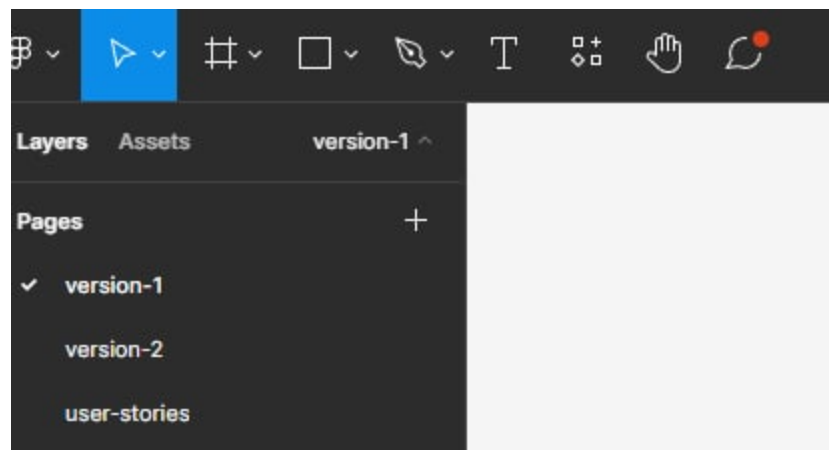 Layers Assets version-1
Pages
version-1
version-2
user-stories